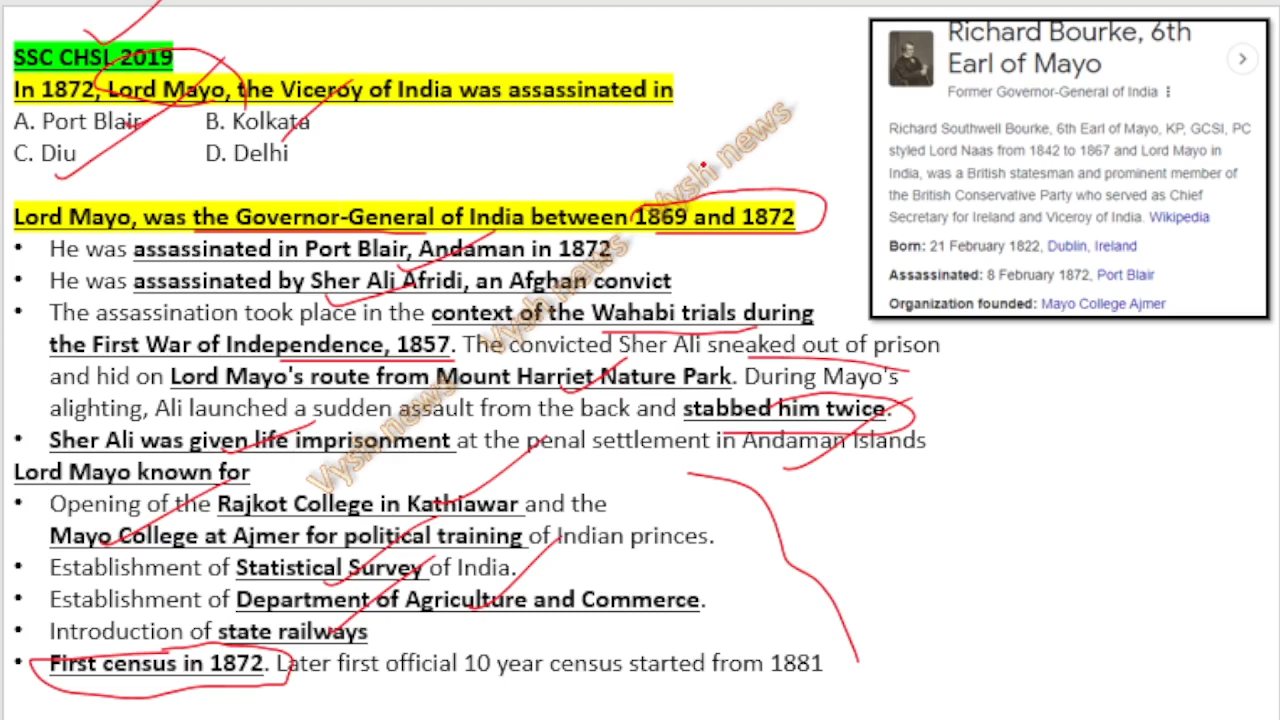 SSC CHSL 2019
In 1872, Lord Mayo, the Viceroy of India was assassinated in
A. Port Blair B. Kolkata
C. Diu D. Delhi
Lord Mayo, was the Governor-General of India between 1869 and 1872
• He was assassinated in Port Blair, Andaman in 1872
• He was assassinated by Sher Ali Afridi, an Afghan convict
• The assassination took place in the context of the Wahabi trials during
the First War of Independence, 1857. The convicted Sher Ali sneaked out of prison
and hid on Lord Mayo's route from Mount Harriet Nature Park. During Mayo's
alighting, Ali launched a sudden assault from the back and stabbed him twice.
• Sher Ali was given life imprisonment at the penal settlement in Andaman Islands
Lord Mayo known for
• Opening of the Rajkot College in Kathiawar and the
Mayo College at Ajmer for political training of Indian princes.
• Establishment of Statistical Survey of India.
• Establishment of Department of Agriculture and Commerce.
• Introduction of state railways
• First census in 1872. Later first official 10 year census started from 1881
Richard Bourke, 6th
Earl of Mayo
Former Governor-General of India
Richard Southwell Bourke, 6th Earl of Mayo, KP, GCSI, PC
styled Lord Naas from 1842 to 1867 and Lord Mayo in
India, was a British statesman and prominent member of
the British Conservative Party who served as Chief
Secretary for Ireland and Viceroy of India. Wikipedia
Born: 21 February 1822, Dublin, Ireland
Assassinated: 8 February 1872, Port Blair
Organization founded: Mayo College Ajmer
Vysh news
Vysh news
Vysh news